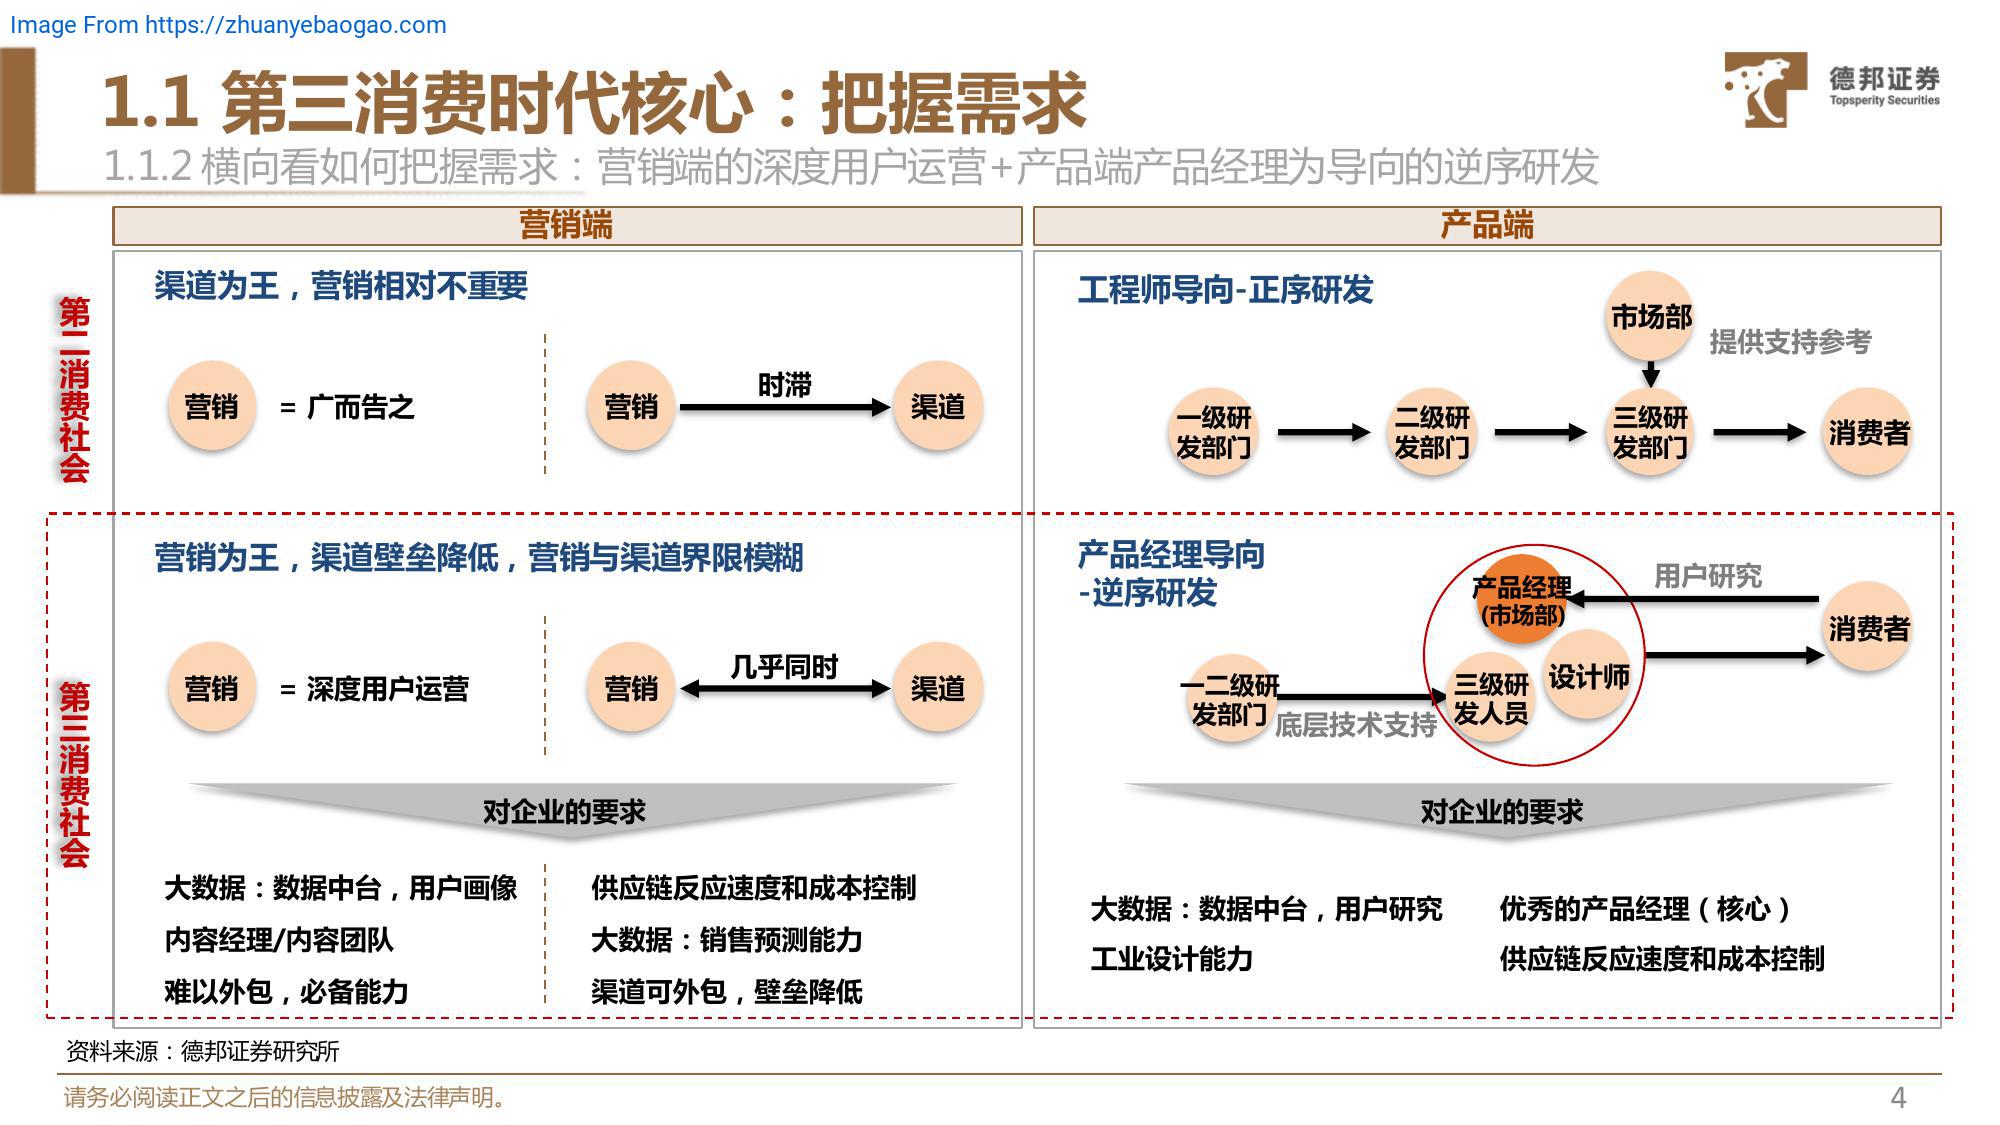 Image From https://zhuanyebaogao.com
1.1 第三消费时代核心：把握需求
1.1.2 横向看如何把握需求：营销端的深度用户运营+产品端产品经理为导向的逆序研发
德邦证券
Topsperity Securities
营销端
产品端
第二消费社会
渠道为王，营销相对不重要
营销
= 广而告之
营销
时滞
渠道
工程师导向-正序研发
市场部
提供支持参考
一级研
发部门
二级研
发部门
三级研
发部门
消费者
第三消费社会
营销为王，渠道壁垒降低，营销与渠道界限模糊
营销
= 深度用户运营
营销
几乎同时
渠道
对企业的要求
大数据：数据中台，用户画像
内容经理/内容团队
难以外包，必备能力
供应链反应速度和成本控制
大数据：销售预测能力
渠道可外包，壁垒降低
产品经理导向
-逆序研发
产品经理
(市场部)
用户研究
消费者
设计师
一二级研
发部门
底层技术支持
三级研
发人员
对企业的要求
大数据：数据中台，用户研究
工业设计能力
优秀的产品经理（核心）
供应链反应速度和成本控制
资料来源：德邦证券研究所
请务必阅读正文之后的信息披露及法律声明。
4